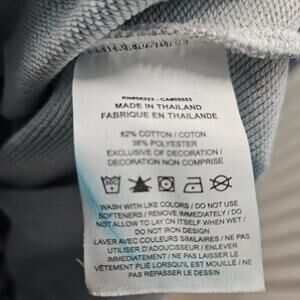 MADE IN THAILAND
FABRIQUE EN THAILANDE
62% COTTON / COTON
38% POLYESTER
EXCLUSIVE OF DECORATION /
DECORATION NON COMPRISE
WASH WITH LIKE COLORS / DO NOT USE
SOFTENERS / REMOVE IMMEDIATELY / DO
NOT ALLOW TO LAY ON ITSELF WHEN WET /
DO NOT IRON DESIGN
LAVER AVEC COULEURS SIMILAIRES / NE PAS
UTILISER D'ADOUCISSEUR / ENLEVER
IMMEDIATEMENT / NE PAS LAISSER LE
VÊTEMENT PLIÉ LORSQU'IL EST MOUILLÉ / NE
PAS REPASSER LE DESSIN